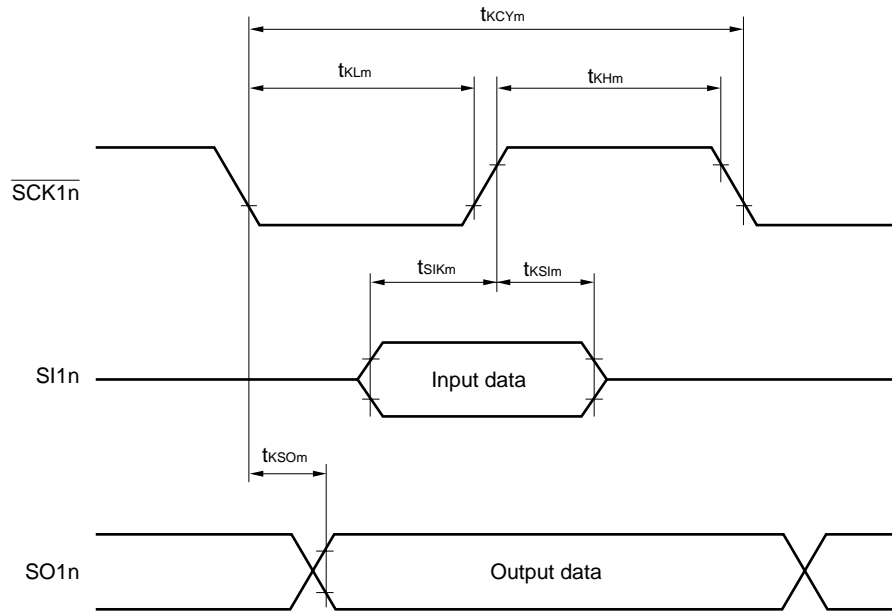 tKCYm
tKLm
tKHm
SCK1n
tSIKm
tKSIm
SI1n
Input data
tKSOm
SO1n
Output data